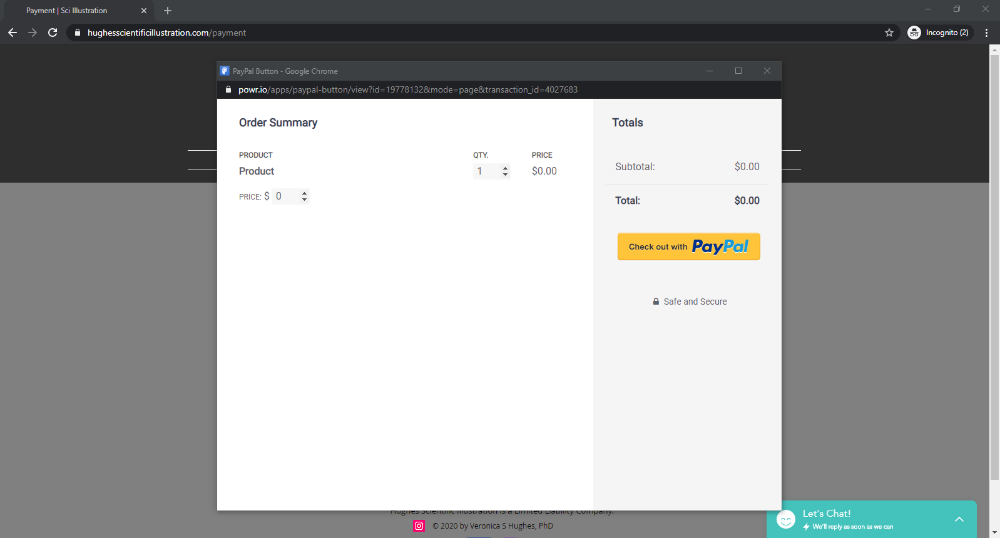 Payment | Sci Illustration
hughesscientificillustration.com/payment
Incognito (2)
PayPal Button - Google Chrome
powr.io/apps/paypal-button/view?id=19778132&mode=page&transaction_id=4027683
Order Summary
PRODUCT QTY. PRICE
Product 1 $0.00
PRICE: $ 0
Totals
Subtotal: $0.00
Total: $0.00
Check out with PayPal
Safe and Secure
Hughes Scientific Illustration is a Limited Liability Company.
© 2020 by Veronica S Hughes, PhD
Let's Chat!
We'll reply as soon as we can